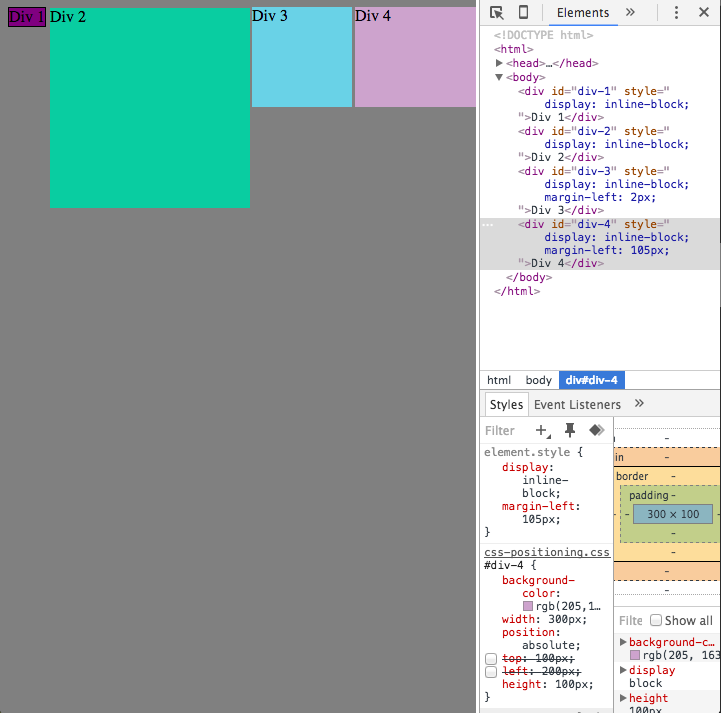 Div 1
Div 2
Div 3
Div 4
Elements
<!DOCTYPE html>
<html>
<head>…</head>
<body>
<div id="div-1" style="
display: inline-block;
">Div 1</div>
<div id="div-2" style="
display: inline-block;
">Div 2</div>
<div id="div-3" style="
display: inline-block;
margin-left: 2px;
">Div 3</div>
<div id="div-4" style="
display: inline-block;
margin-left: 105px;
">Div 4</div>
</body>
</html>
html body div#div-4
Styles Event Listeners
Filter
element.style {
display:
inline-
block;
margin-left:
105px;
}
css-positioning.css
#div-4 {
background-
color:
rgb(205,1…
width: 300px;
position:
absolute;
top: 100px;
left: 200px;
height: 100px;
}
-
in -
border -
padding -
- 300 × 100 -
-
-
-
-
Filte Show all
background-c…
rgb(205, 163
display
block
height
100px